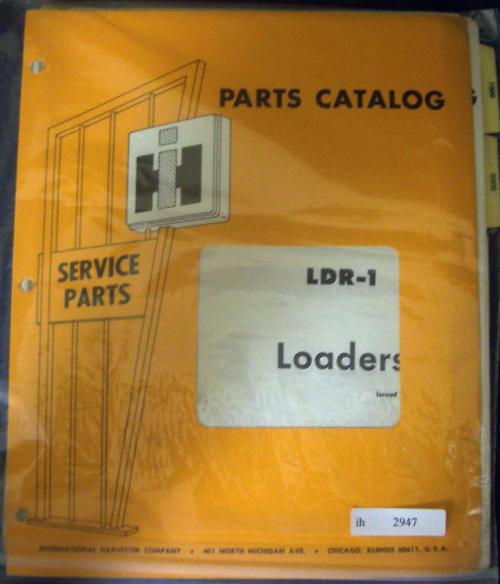 PARTS CATALOG
IH
SERVICE
PARTS
LDR-1
Loaders
Issued
ih 2947
INTERNATIONAL HARVESTER COMPANY • 401 NORTH MICHIGAN AVE. • CHICAGO, ILLINOIS 60611, U.S.A.